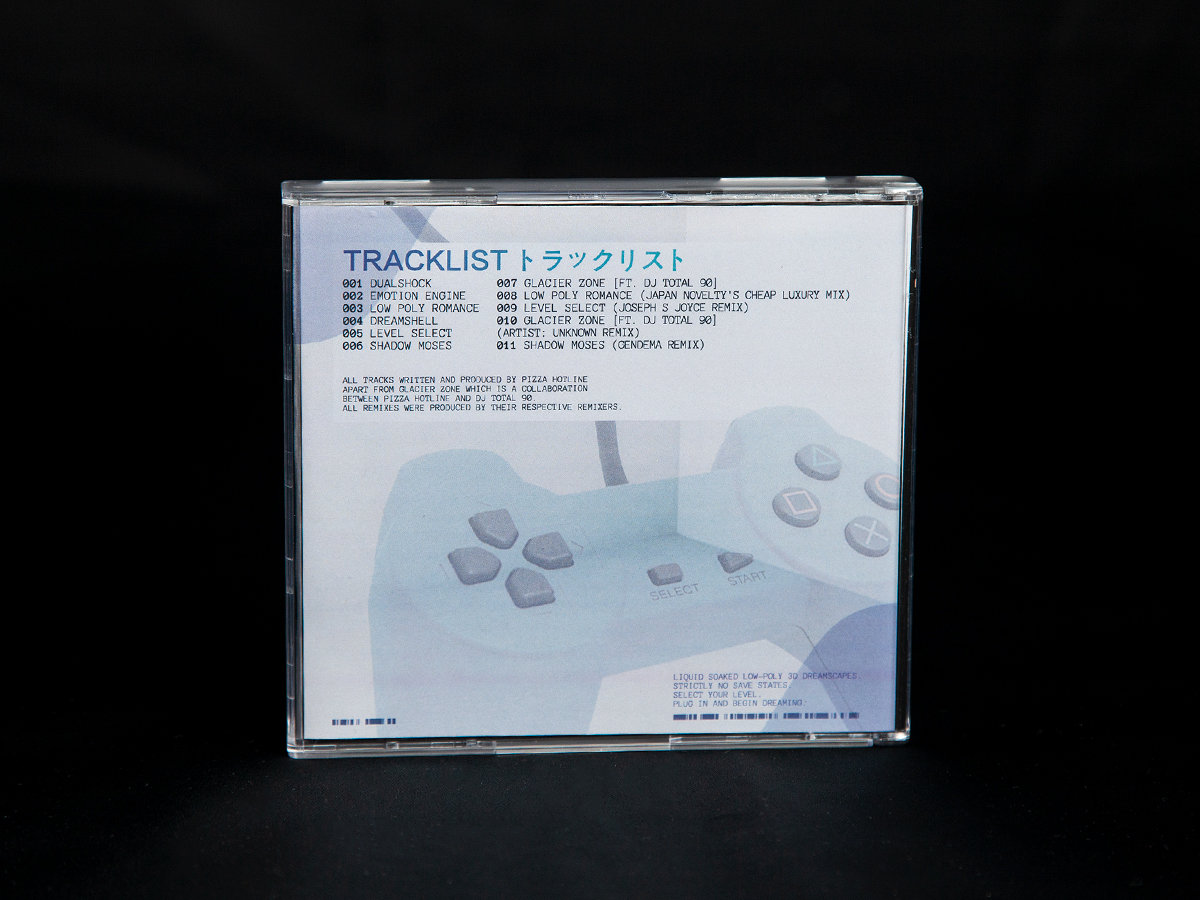 TRACKLIST トラックリスト
001 DUALSHOCK
002 EMOTION ENGINE
003 LOW POLY ROMANCE
004 DREAMSHELL
005 LEVEL SELECT
006 SHADOW MOSES
007 GLACIER ZONE [FT. DJ TOTAL 90]
008 LOW POLY ROMANCE (JAPAN NOVELTY'S CHEAP LUXURY MIX)
009 LEVEL SELECT (JOSEPH S JOYCE REMIX)
010 GLACIER ZONE [FT. DJ TOTAL 90]
(ARTIST: UNKNOWN REMIX)
011 SHADOW MOSES (GENDEMA REMIX)
ALL TRACKS WRITTEN AND PRODUCED BY PIZZA HOTLINE
APART FROM GLACIER ZONE WHICH IS A COLLABORATION
BETWEEN PIZZA HOTLINE AND DJ TOTAL 90.
ALL REMIXES WERE PRODUCED BY THEIR RESPECTIVE REMIXERS.
SELECT
START
LIQUID SOAKED LOW-POLY 3D DREAMSCAPES.
STRICTLY NO SAVE STATES.
SELECT YOUR LEVEL.
PLUG IN AND BEGIN DREAMING.